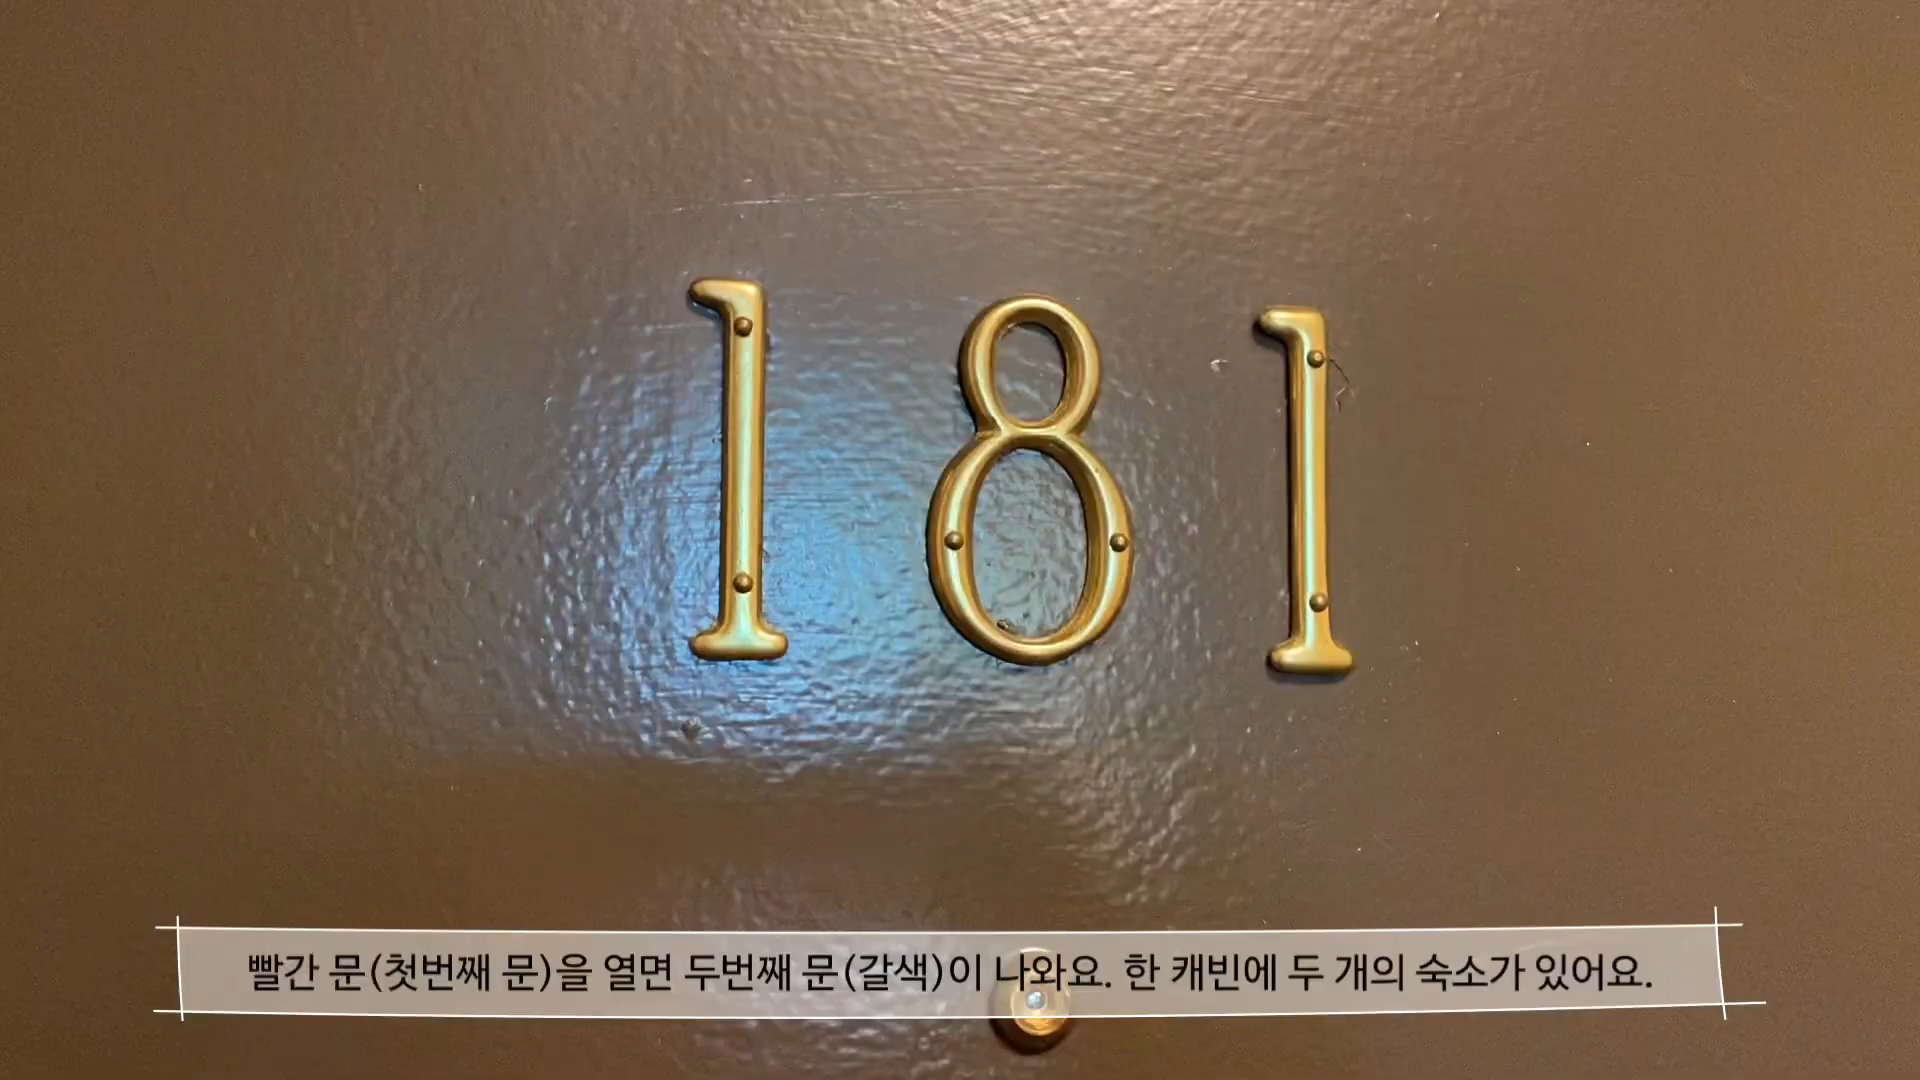 181
빨간 문(첫번째 문)을 열면 두번째 문(갈색)이 나와요. 한 캐빈에 두 개의 숙소가 있어요.